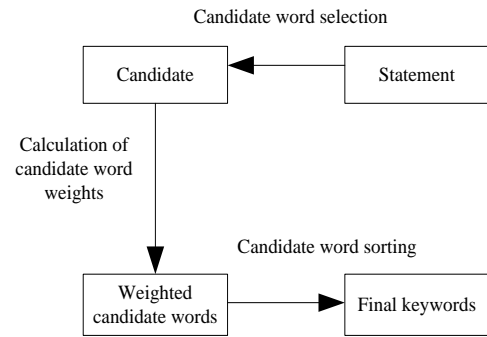 Candidate word selection
Candidate
Statement
Calculation of
candidate word
weights
Candidate word sorting
Weighted
candidate words
Final keywords